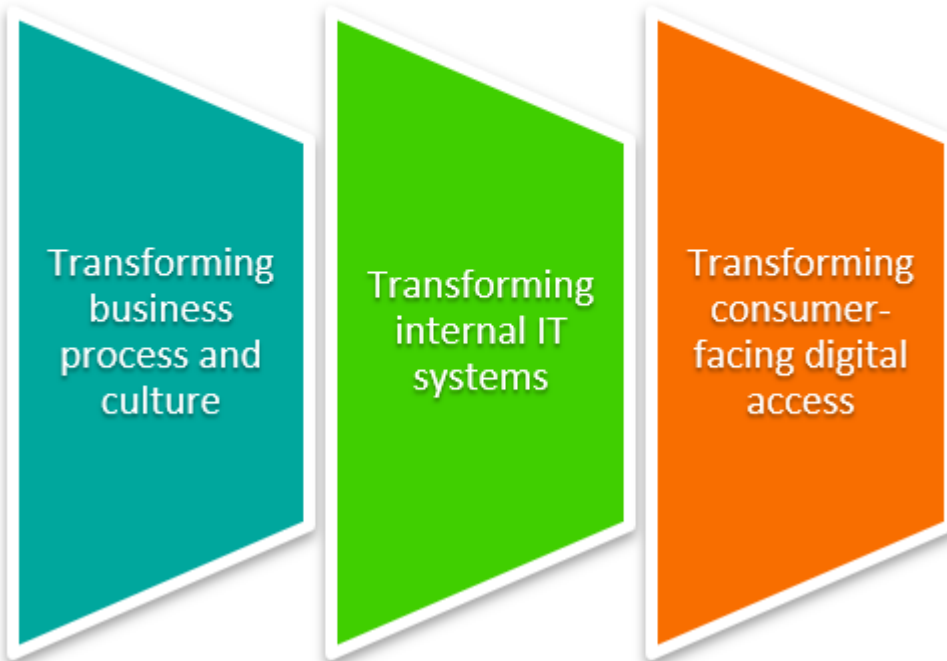 Transforming
business
process and
culture
Transforming
internal IT
systems
Transforming
consumer-
facing digital
access